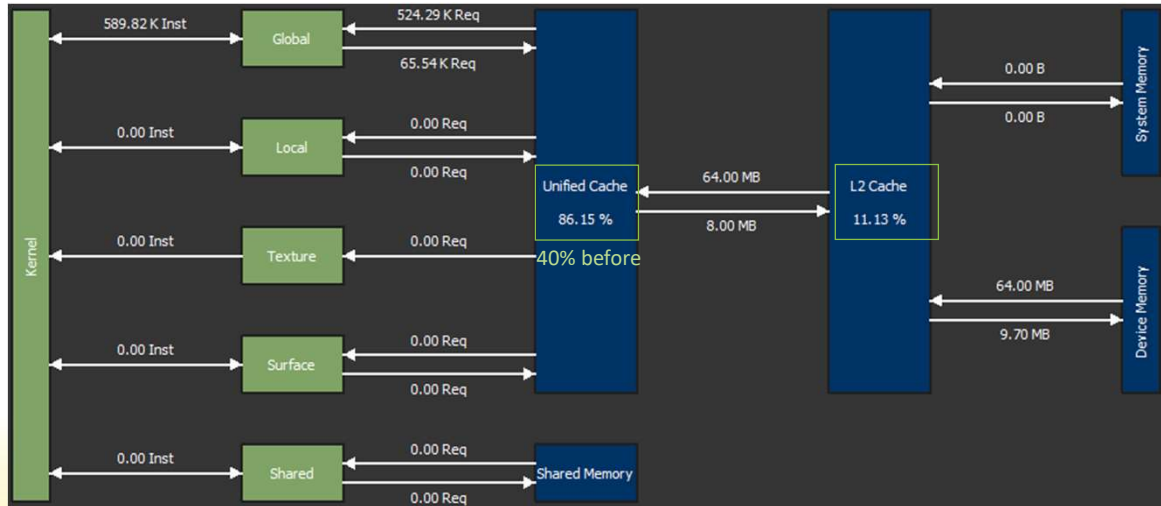 Kernel
589.82 K Inst
Global
524.29 K Req
65.54 K Req
0.00 Inst
Local
0.00 Req
0.00 Req
0.00 Inst
Texture
0.00 Req
0.00 Inst
Surface
0.00 Req
0.00 Req
0.00 Inst
Shared
0.00 Req
0.00 Req
Unified Cache
86.15 %
40% before
Shared Memory
64.00 MB
8.00 MB
L2 Cache
11.13 %
0.00 B
0.00 B
System Memory
64.00 MB
9.70 MB
Device Memory